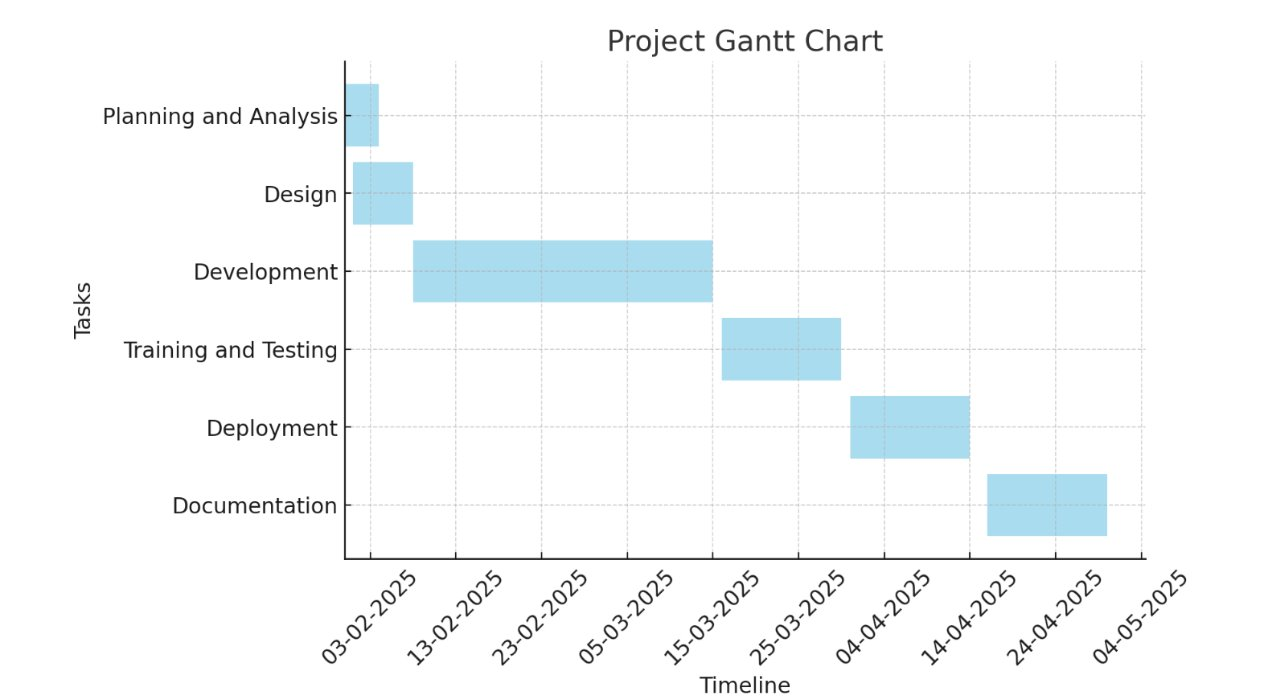 Project Gantt Chart
Planning and Analysis
Design
Development
Training and Testing
Deployment
Documentation
Tasks
03-02-2025
13-02-2025
23-02-2025
05-03-2025
15-03-2025
25-03-2025
04-04-2025
14-04-2025
24-04-2025
04-05-2025
Timeline